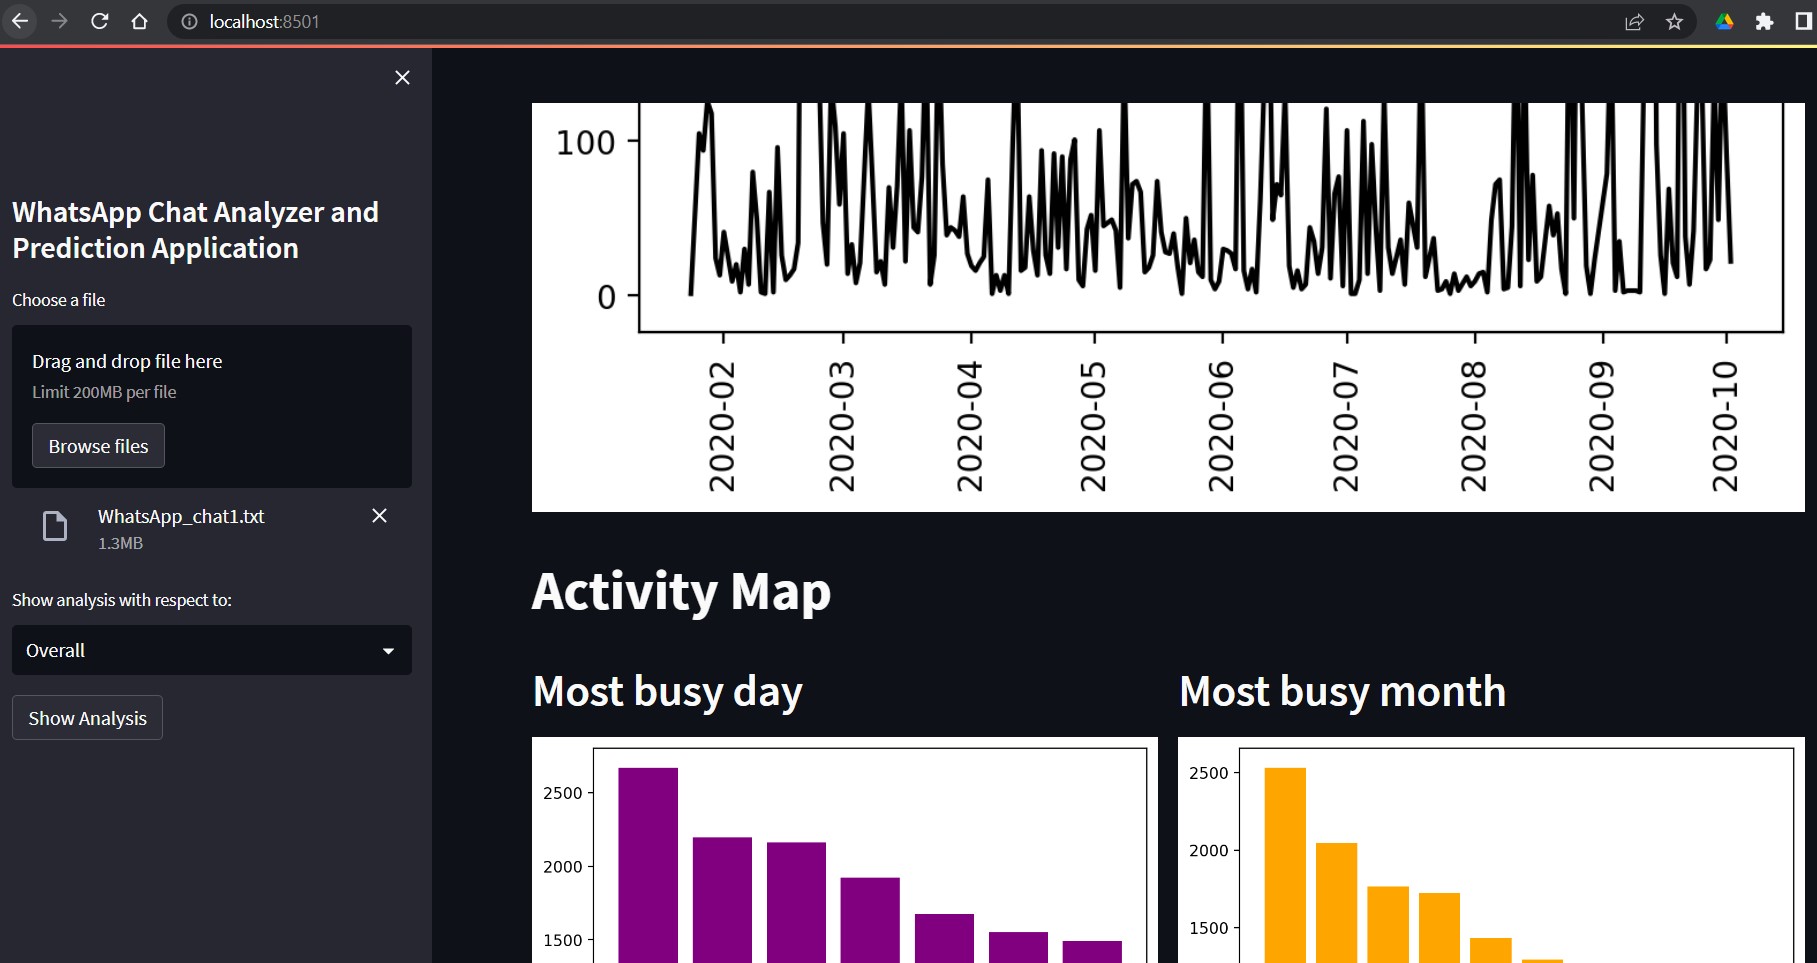 localhost:8501
WhatsApp Chat Analyzer and
Prediction Application
Choose a file
Drag and drop file here
Limit 200MB per file
Browse files
WhatsApp_chat1.txt
1.3MB
Show analysis with respect to:
Overall
Show Analysis
100
0
2020-02
2020-03
2020-04
2020-05
2020-06
2020-07
2020-08
2020-09
2020-10
Activity Map
Most busy day
2500
2000
1500
Most busy month
2500
2000
1500